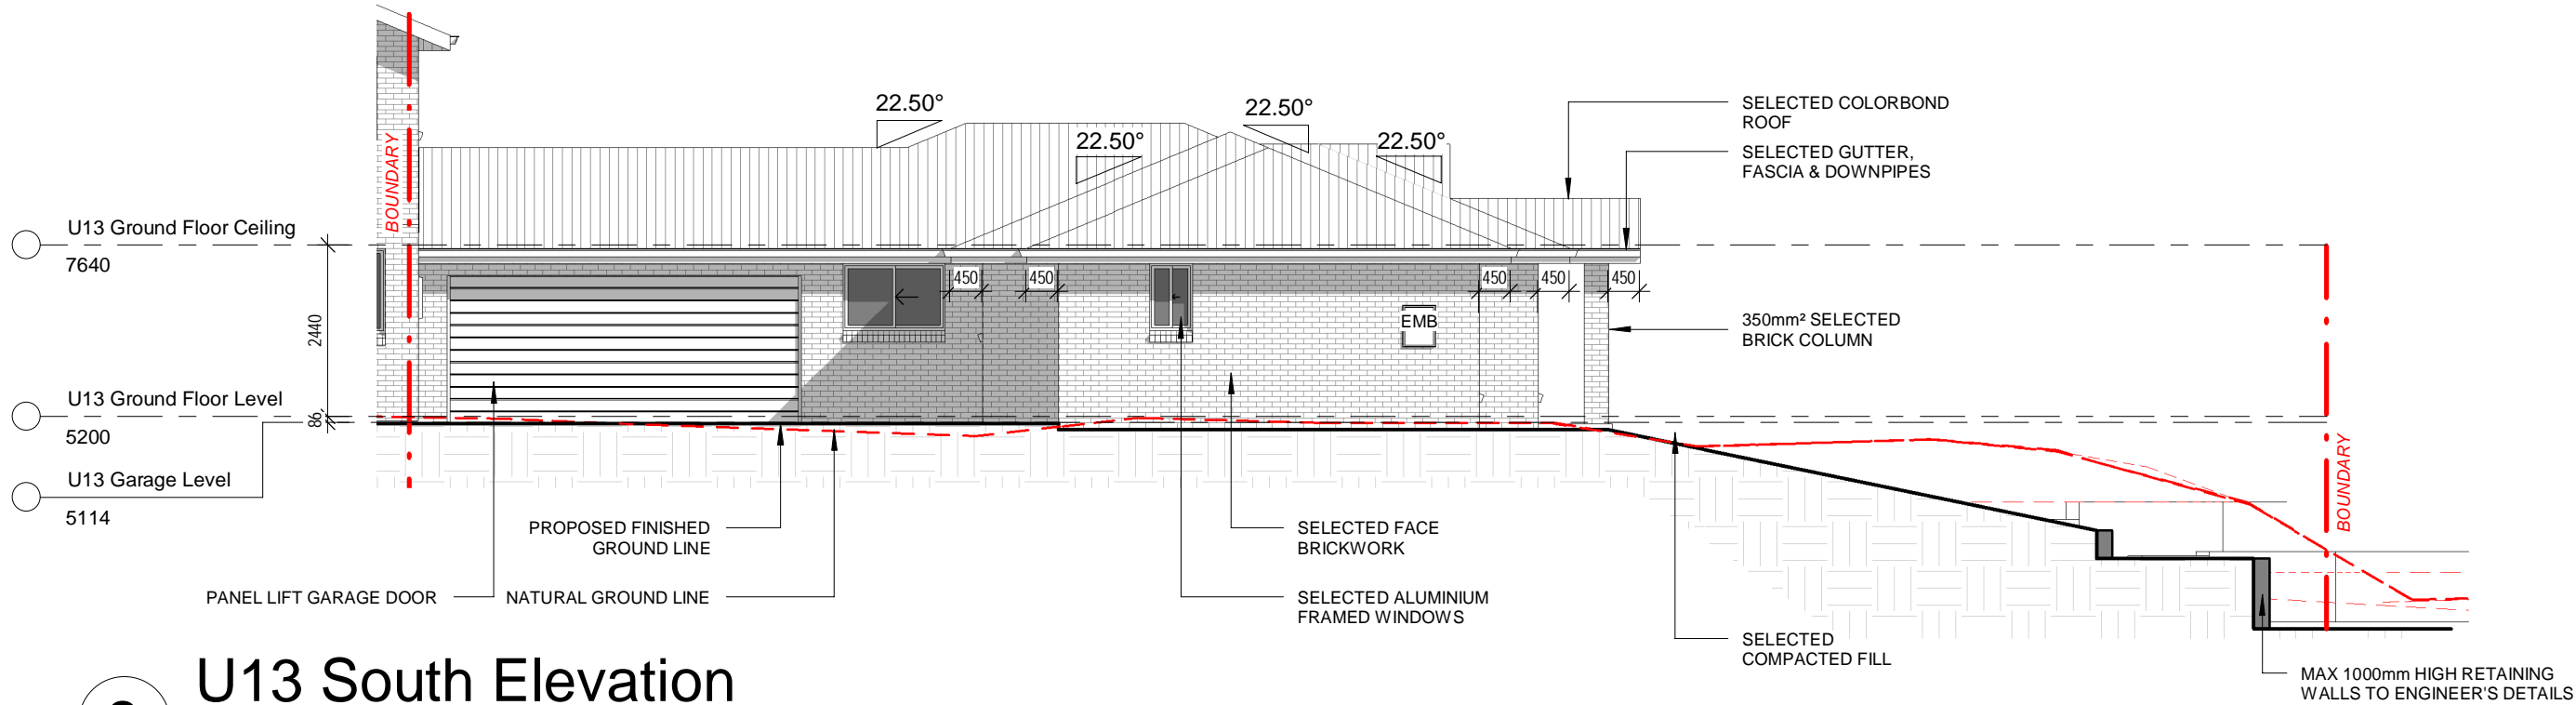 22.50°
22.50°
22.50°
22.50°
SELECTED COLORBOND
ROOF
SELECTED GUTTER,
FASCIA & DOWNPIPES
BOUNDARY
U13 Ground Floor Ceiling
7640
450
450
450
450
450
EMB
350mm² SELECTED
BRICK COLUMN
2440
U13 Ground Floor Level
5200
86
U13 Garage Level
5114
BOUNDARY
PROPOSED FINISHED
GROUND LINE
SELECTED FACE
BRICKWORK
PANEL LIFT GARAGE DOOR
NATURAL GROUND LINE
SELECTED ALUMINIUM
FRAMED WINDOWS
SELECTED
COMPACTED FILL
MAX 1000mm HIGH RETAINING
WALLS TO ENGINEER'S DETAILS
U13 South Elevation